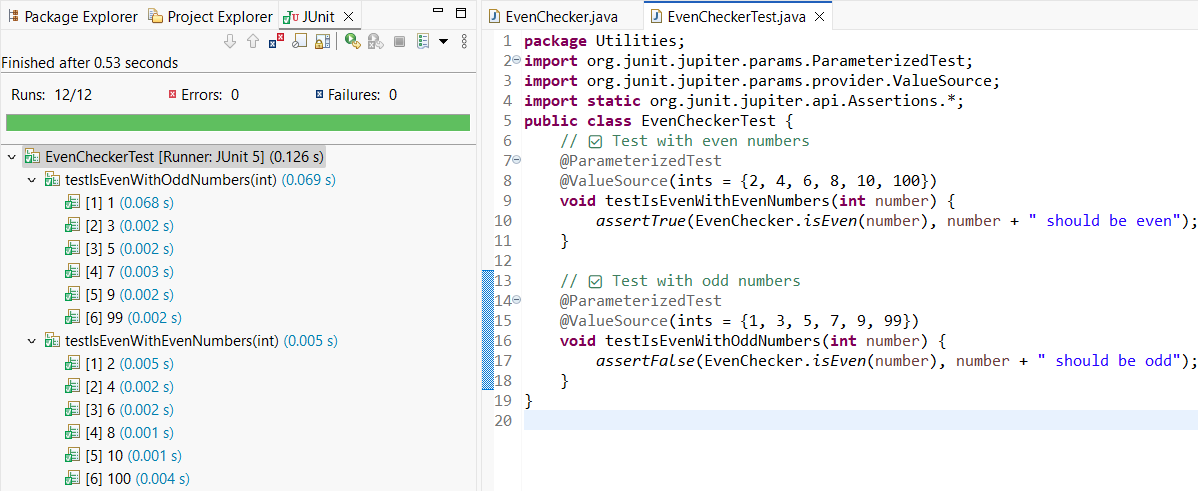 Package Explorer Project Explorer JUnit
Finished after 0.53 seconds
Runs: 12/12 Errors: 0 Failures: 0
EvenCheckerTest [Runner: JUnit 5] (0.126 s)
testIsEvenWithOddNumbers(int) (0.069 s)
[1] 1 (0.068 s)
[2] 3 (0.002 s)
[3] 5 (0.002 s)
[4] 7 (0.003 s)
[5] 9 (0.002 s)
[6] 99 (0.002 s)
testIsEvenWithEvenNumbers(int) (0.005 s)
[1] 2 (0.005 s)
[2] 4 (0.002 s)
[3] 6 (0.002 s)
[4] 8 (0.001 s)
[5] 10 (0.001 s)
[6] 100 (0.004 s)
EvenChecker.java EvenCheckerTest.java
1 package Utilities;
2 import org.junit.jupiter.params.ParameterizedTest;
3 import org.junit.jupiter.params.provider.ValueSource;
4 import static org.junit.jupiter.api.Assertions.*;
5 public class EvenCheckerTest {
6 // ✅ Test with even numbers
7 @ParameterizedTest
8 @ValueSource(ints = {2, 4, 6, 8, 10, 100})
9 void testIsEvenWithEvenNumbers(int number) {
10 assertTrue(EvenChecker.isEven(number), number + " should be even");
11 }
12
13 // ✅ Test with odd numbers
14 @ParameterizedTest
15 @ValueSource(ints = {1, 3, 5, 7, 9, 99})
16 void testIsEvenWithOddNumbers(int number) {
17 assertFalse(EvenChecker.isEven(number), number + " should be odd");
18 }
19 }
20